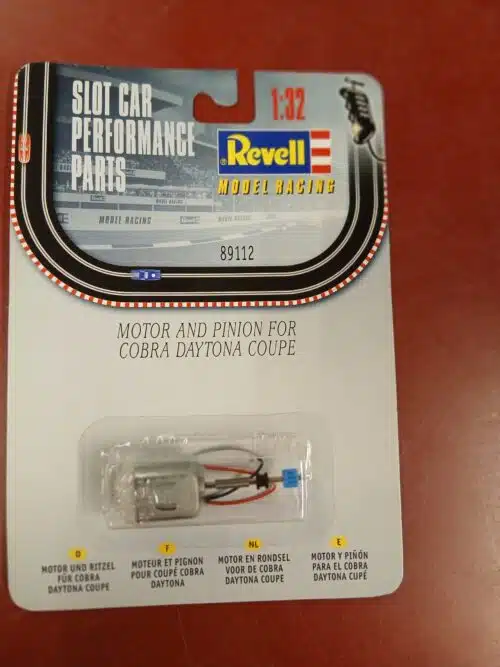 SLOT CAR
PERFORMANCE
PARTS
1:32
Revell
MODEL RACING
MODEL RACING
89112
MOTOR AND PINION FOR
COBRA DAYTONA COUPE
D
MOTOR UND RITZEL
FÜR COBRA
DAYTONA COUPE
F
MOTEUR ET PIGNON
POUR COUPÉ COBRA
DAYTONA
NL
MOTOR EN RONDSEL
VOOR DE COBRA
DAYTONA COUPE
E
MOTOR Y PIÑÓN
PARA EL COBRA
DAYTONA CUPÉ